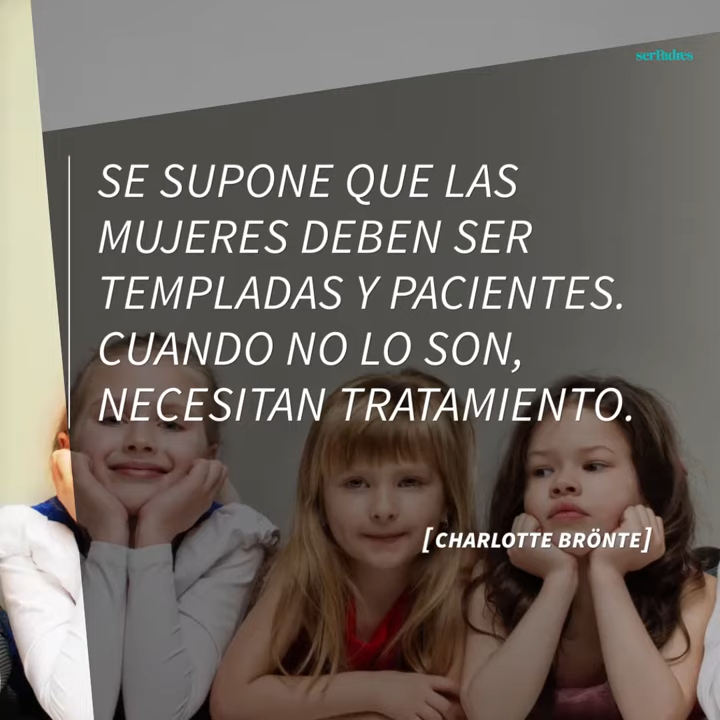 serPadres
SE SUPONE QUE LAS
MUJERES DEBEN SER
TEMPLADAS Y PACIENTES.
CUANDO NO LO SON,
NECESITAN TRATAMIENTO.
[CHARLOTTE BRÖNTE]